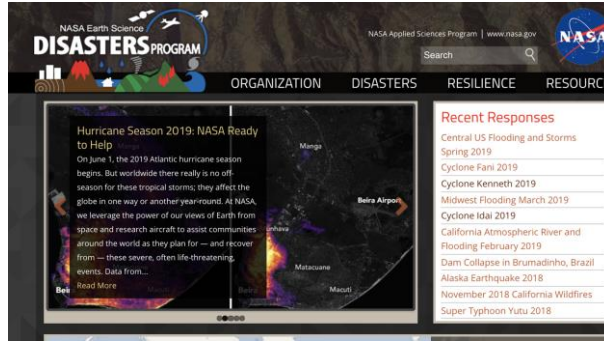 NASA Earth Science
DISASTERS PROGRAM
NASA Applied Sciences Program | www.nasa.gov
Search
NASA
ORGANIZATION DISASTERS RESILIENCE RESOURC
Hurricane Season 2019: NASA Ready
to Help
On June 1, the 2019 Atlantic hurricane season
begins. But worldwide there really is no off-
season for these tropical storms; they affect the
globe in one way or another year-round. At NASA,
we leverage the power of our views of Earth from
space and research aircraft to assist communities
around the world as they plan for — and recover
from — these severe, often life-threatening,
events. Data from...
Read More
Manga
Beira Airport
Matacuane
Macuti
Recent Responses
Central US Flooding and Storms
Spring 2019
Cyclone Fani 2019
Cyclone Kenneth 2019
Midwest Flooding March 2019
Cyclone Idai 2019
California Atmospheric River and
Flooding February 2019
Dam Collapse in Brumadinho, Brazil
Alaska Earthquake 2018
November 2018 California Wildfires
Super Typhoon Yutu 2018